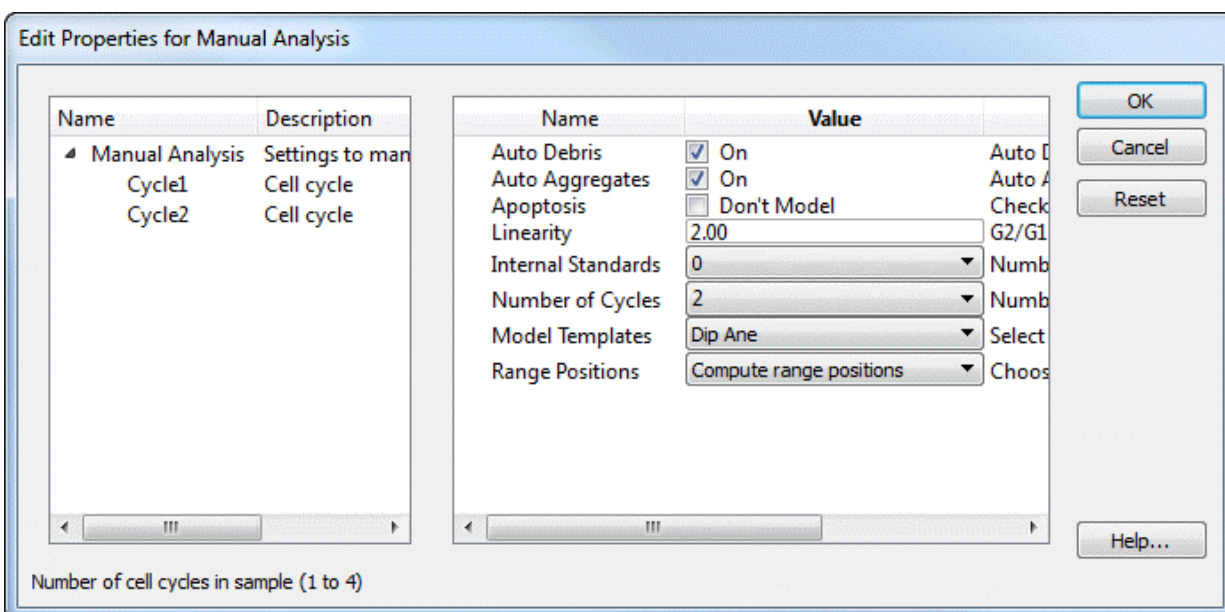 Edit Properties for Manual Analysis
Name Description
Manual Analysis Settings to man
Cycle1 Cell cycle
Cycle2 Cell cycle
Name Value
Auto Debris On Auto D
Auto Aggregates On Auto A
Apoptosis Don't Model Check
Linearity 2.00 G2/G1
Internal Standards 0 Numb
Number of Cycles 2 Numb
Model Templates Dip Ane Select
Range Positions Compute range positions Choos
OK
Cancel
Reset
Help...
Number of cell cycles in sample (1 to 4)